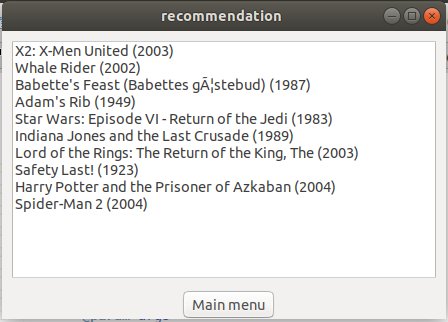 recommendation
X2: X-Men United (2003)
Whale Rider (2002)
Babette's Feast (Babettes gÃ¦stebud) (1987)
Adam's Rib (1949)
Star Wars: Episode VI - Return of the Jedi (1983)
Indiana Jones and the Last Crusade (1989)
Lord of the Rings: The Return of the King, The (2003)
Safety Last! (1923)
Harry Potter and the Prisoner of Azkaban (2004)
Spider-Man 2 (2004)
Main menu